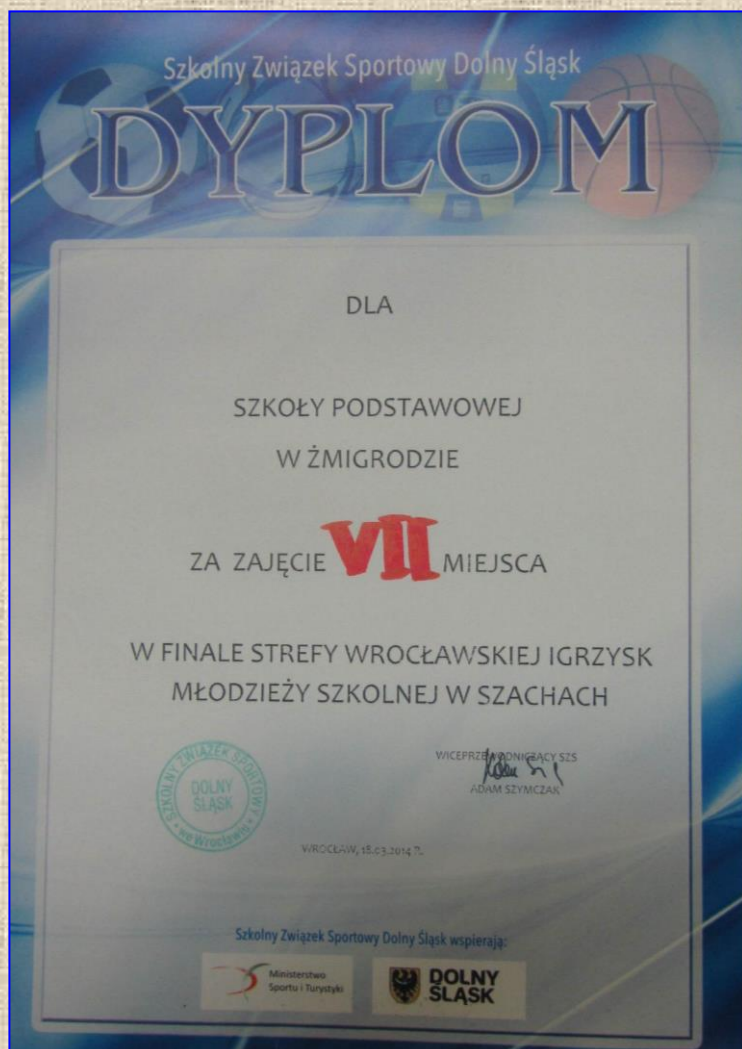 Szkolny Związek Sportowy Dolny Śląsk
DYPLOM
DLA
SZKOŁY PODSTAWOWEJ
W ŻMIGRODZIE
ZA ZAJĘCIE VII MIEJSCA
W FINALE STREFY WROCŁAWSKIEJ IGRZYSK
MŁODZIEŻY SZKOLNEJ W SZACHACH
WICEPRZEWODNICZĄCY SZS
ADAM SZYMCZAK
SZKOLNY ZWIĄZEK SPORTOWY
DOLNY
ŚLĄSK
we Wrocławiu
WROCŁAW, 18.03.2014 R.
Szkolny Związek Sportowy Dolny Śląsk wspierają:
Ministerstwo
Sportu i Turystyki
DOLNY
ŚLĄSK